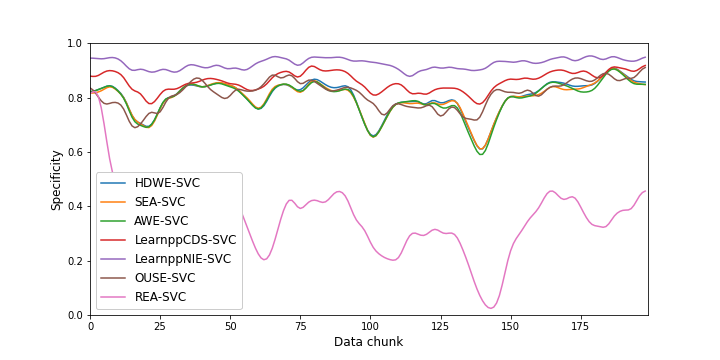 1.0
0.8
0.6
0.4
0.2
0.0
Specificity
HDWE-SVC
SEA-SVC
AWE-SVC
LearnppCDS-SVC
LearnppNIE-SVC
OUSE-SVC
REA-SVC
0 25 50 75 100 125 150 175
Data chunk